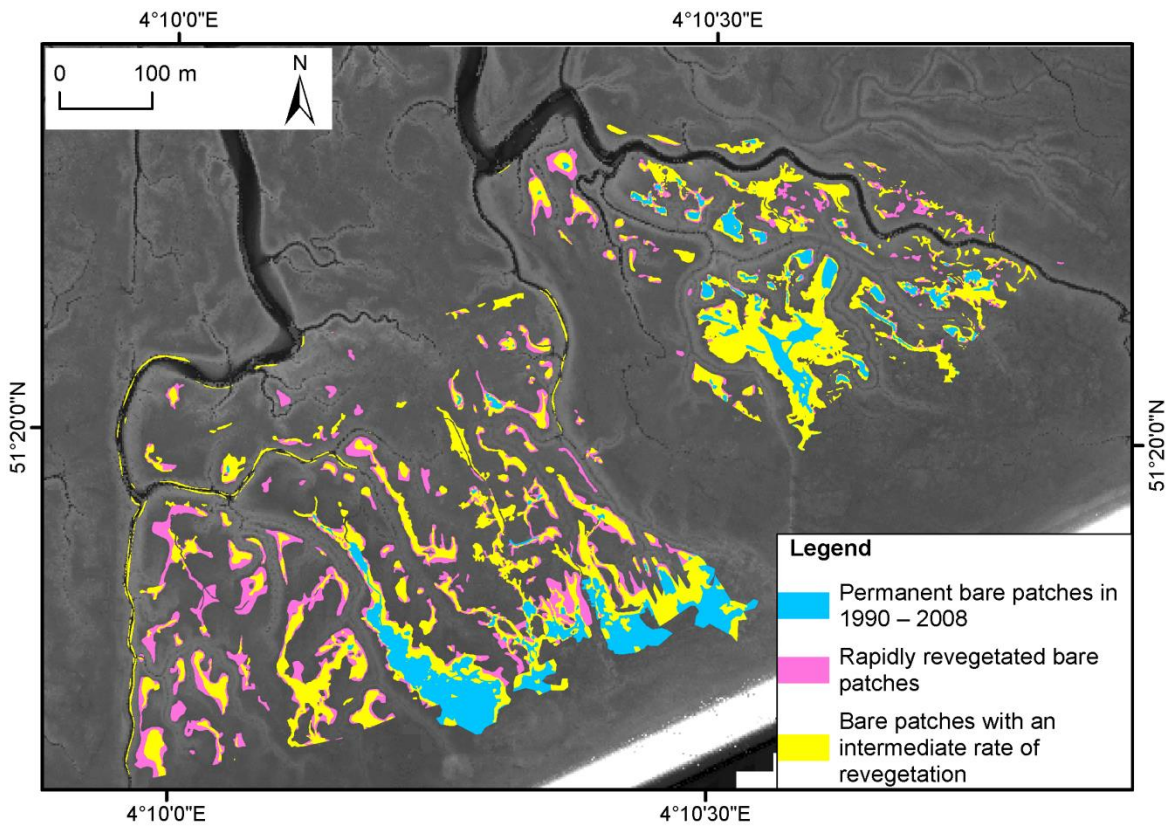 4°10'0"E
4°10'30"E
0
100 m
N
51°20'0"N
51°20'0"N
Legend
Permanent bare patches in
1990 – 2008
Rapidly revegetated bare
patches
Bare patches with an
intermediate rate of
revegetation
4°10'0"E
4°10'30"E